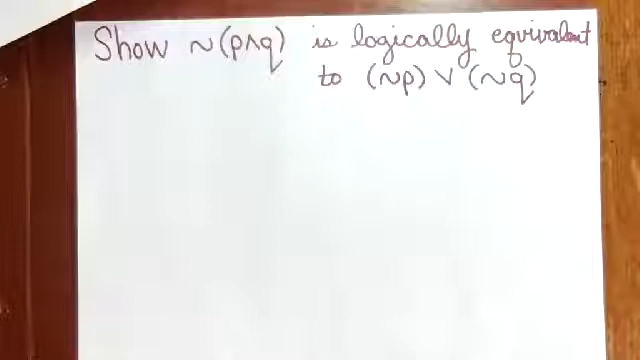 Show ~(p∧q) is logically equivalent
to (~p) ∨ (~q)